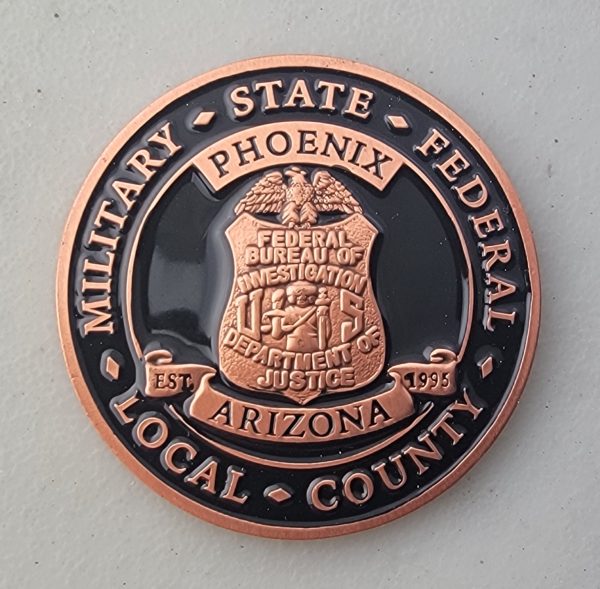 MILITARY ⬥ STATE ⬥ FEDERAL
PHOENIX
FEDERAL
BUREAU OF
INVESTIGATION
U S
DEPARTMENT OF
JUSTICE
EST. 1995
ARIZONA
LOCAL ⬥ COUNTY